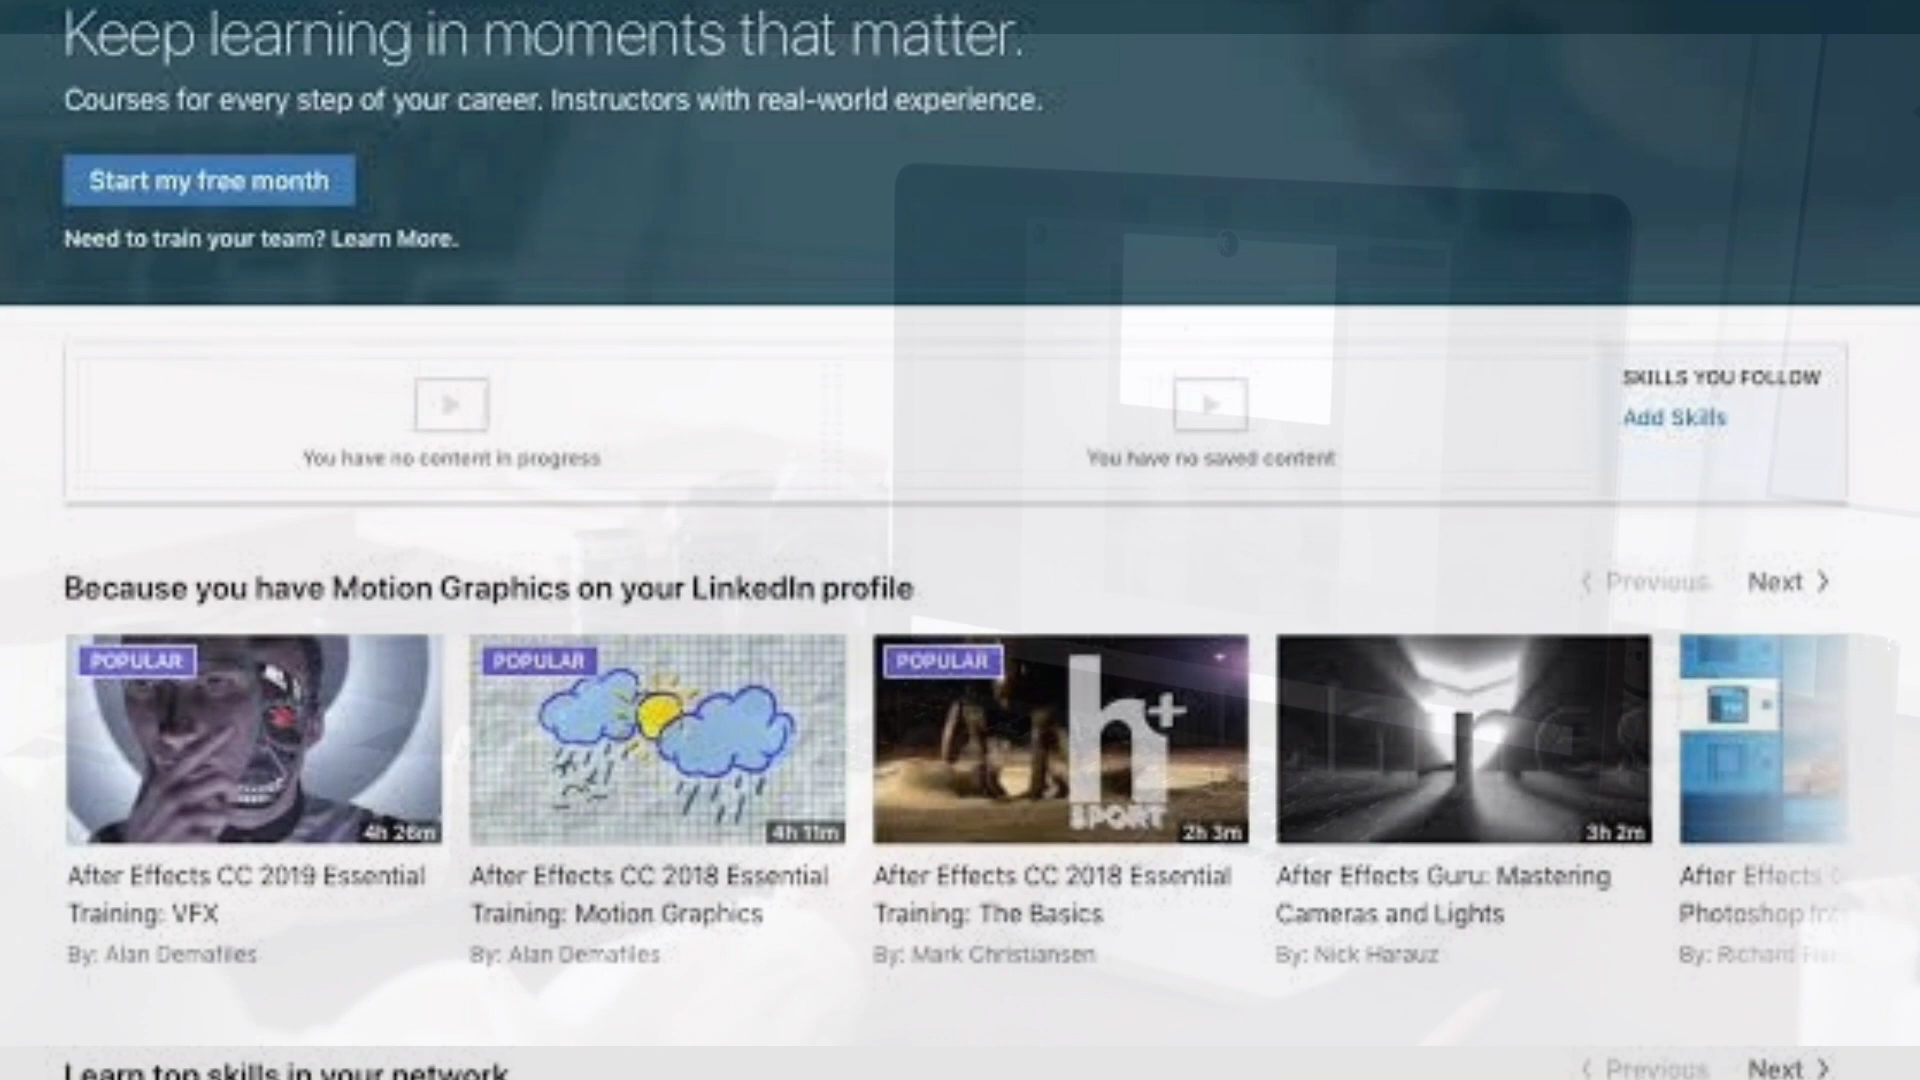 Keep learning in moments that matter.
Courses for every step of your career. Instructors with real-world experience.
Start my free month
Need to train your team? Learn More.
You have no content in progress
You have no saved content
SKILLS YOU FOLLOW
Add Skills
Because you have Motion Graphics on your LinkedIn profile
Previous
Next
POPULAR
4h 26m
After Effects CC 2019 Essential
Training: VFX
By: Alan Demafiles
POPULAR
4h 11m
After Effects CC 2018 Essential
Training: Motion Graphics
By: Alan Demafiles
POPULAR
h+
SPORT
2h 3m
After Effects CC 2018 Essential
Training: The Basics
By: Mark Christiansen
3h 2m
After Effects Guru: Mastering
Cameras and Lights
By: Nick Harauz
After Effects
Photoshop
By: Richard
Learn top skills in your network
Previous
Next